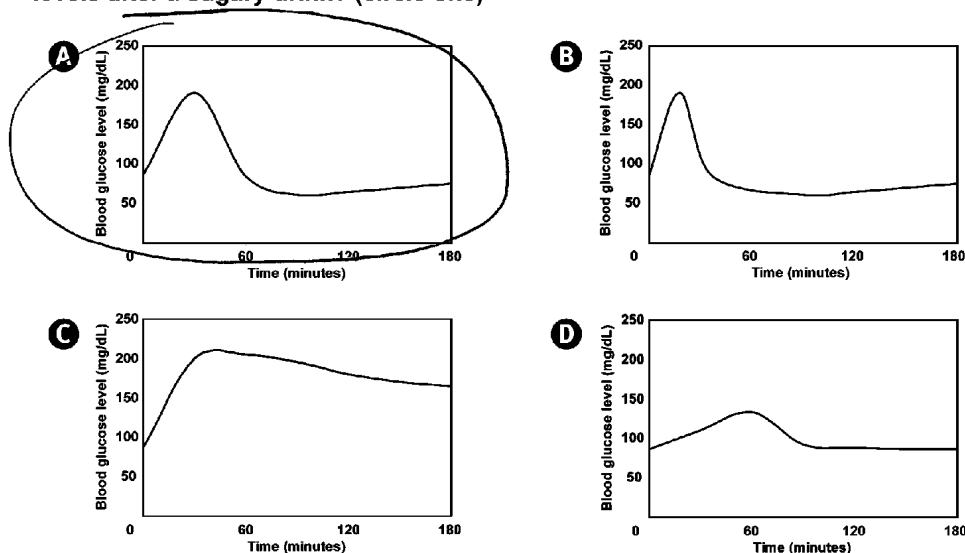 levels after a sugary drink? (circle one)
A
Blood glucose level (mg/dL)
250
200
150
100
50
0
60
120
180
Time (minutes)
B
Blood glucose level (mg/dL)
250
200
150
100
50
0
60
120
180
Time (minutes)
C
Blood glucose level (mg/dL)
250
200
150
100
50
0
60
120
180
Time (minutes)
D
Blood glucose level (mg/dL)
250
200
150
100
50
0
60
120
180
Time (minutes)